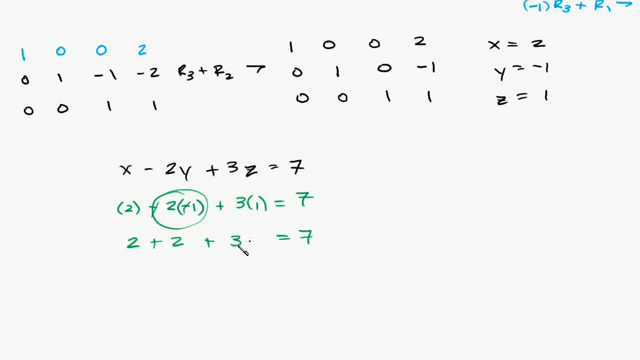 (-1) R₃ + R₁ →
1 0 0 2
0 1 -1 -2 R₃ + R₂ →
0 0 1 1
1 0 0 2 x = 2
0 1 0 -1 y = -1
0 0 1 1 z = 1
x - 2y + 3z = 7
(2) - 2(-1) + 3(1) = 7
2 + 2 + 3 = 7